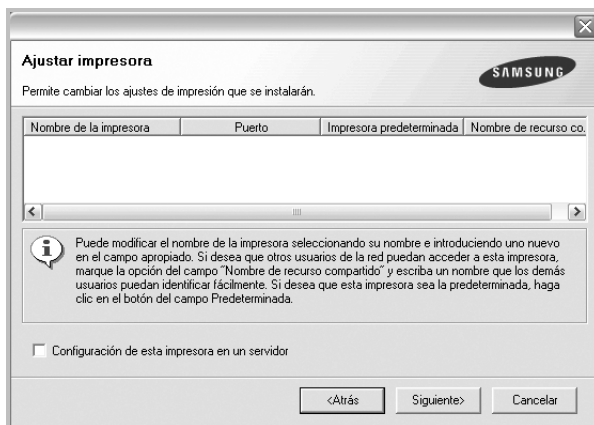 Ajustar impresora
SAMSUNG
Permite cambiar los ajustes de impresión que se instalarán.
Nombre de la impresora Puerto Impresora predeterminada Nombre de recurso co.
Puede modificar el nombre de la impresora seleccionando su nombre e introduciendo uno nuevo
en el campo apropiado. Si desea que otros usuarios de la red puedan acceder a esta impresora,
marque la opción del campo "Nombre de recurso compartido" y escriba un nombre que los demás
usuarios puedan identificar fácilmente. Si desea que esta impresora sea la predeterminada, haga
clic en el botón del campo Predeterminada.
Configuración de esta impresora en un servidor
<Atrás Siguiente> Cancelar